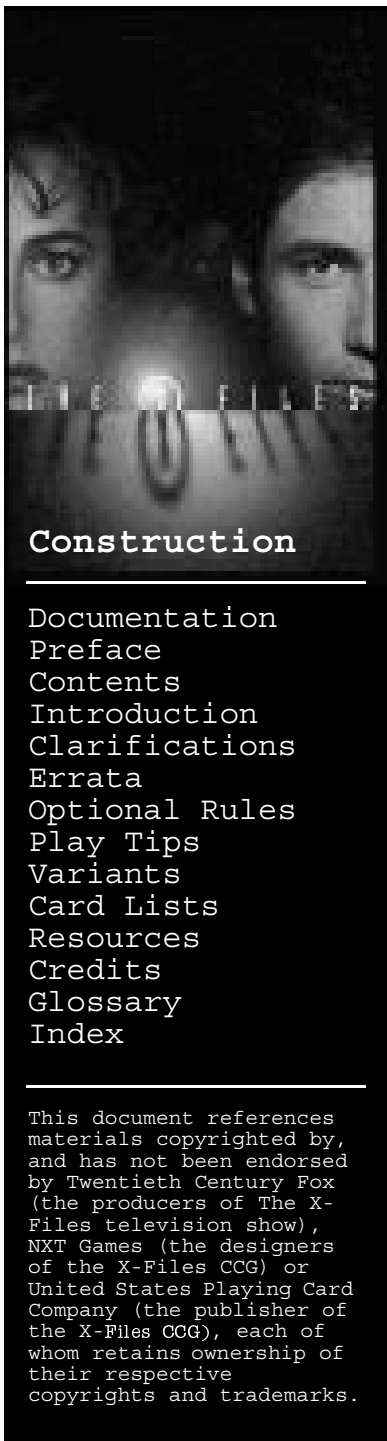 THE X FILES
Construction
Documentation
Preface
Contents
Introduction
Clarifications
Errata
Optional Rules
Play Tips
Variants
Card Lists
Resources
Credits
Glossary
Index
This document references
materials copyrighted by,
and has not been endorsed
by Twentieth Century Fox
(the producers of The X-
Files television show),
NXT Games (the designers
of the X-Files CCG) or
United States Playing Card
Company (the publisher of
the X-Files CCG), each of
whom retains ownership of
their respective
copyrights and trademarks.